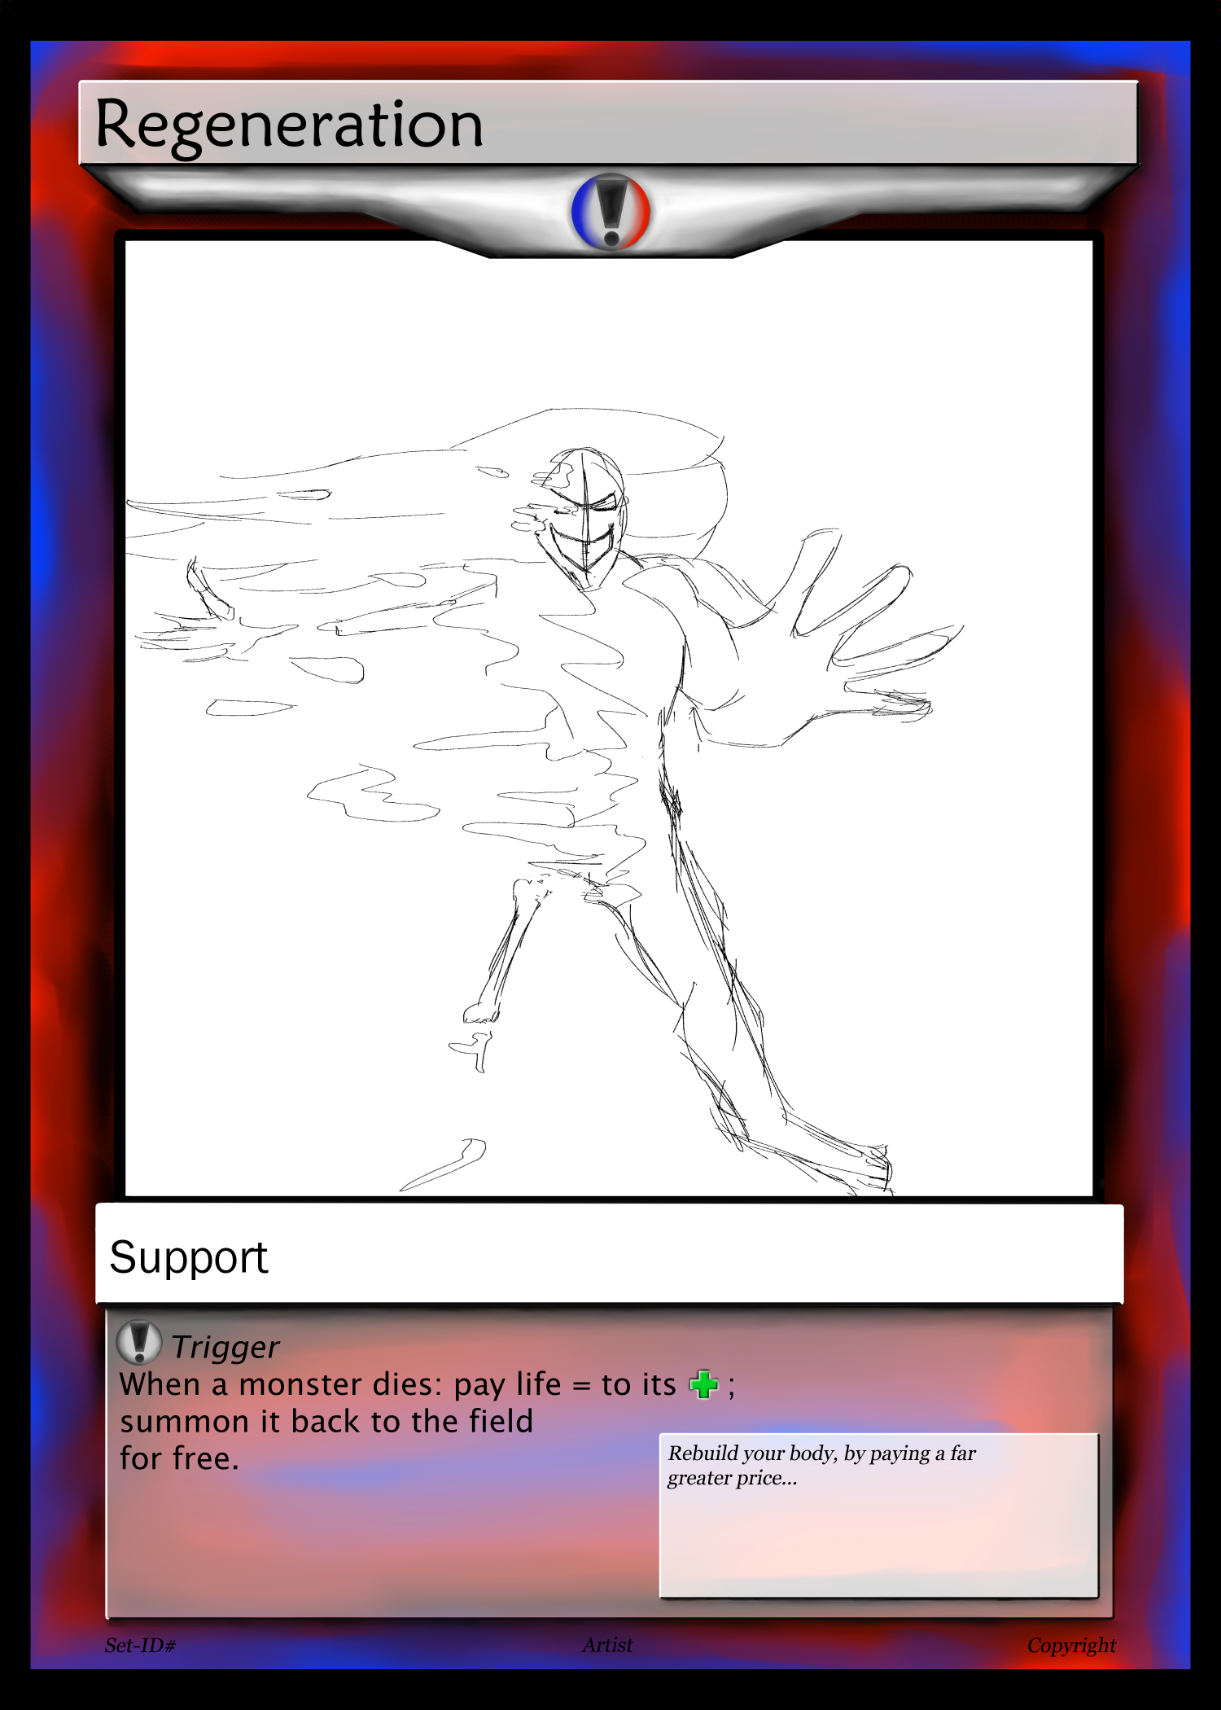 Regeneration
Support
Trigger
When a monster dies: pay life = to its ;
summon it back to the field
for free.
Rebuild your body, by paying a far
greater price...
Set-ID#
Artist
Copyright